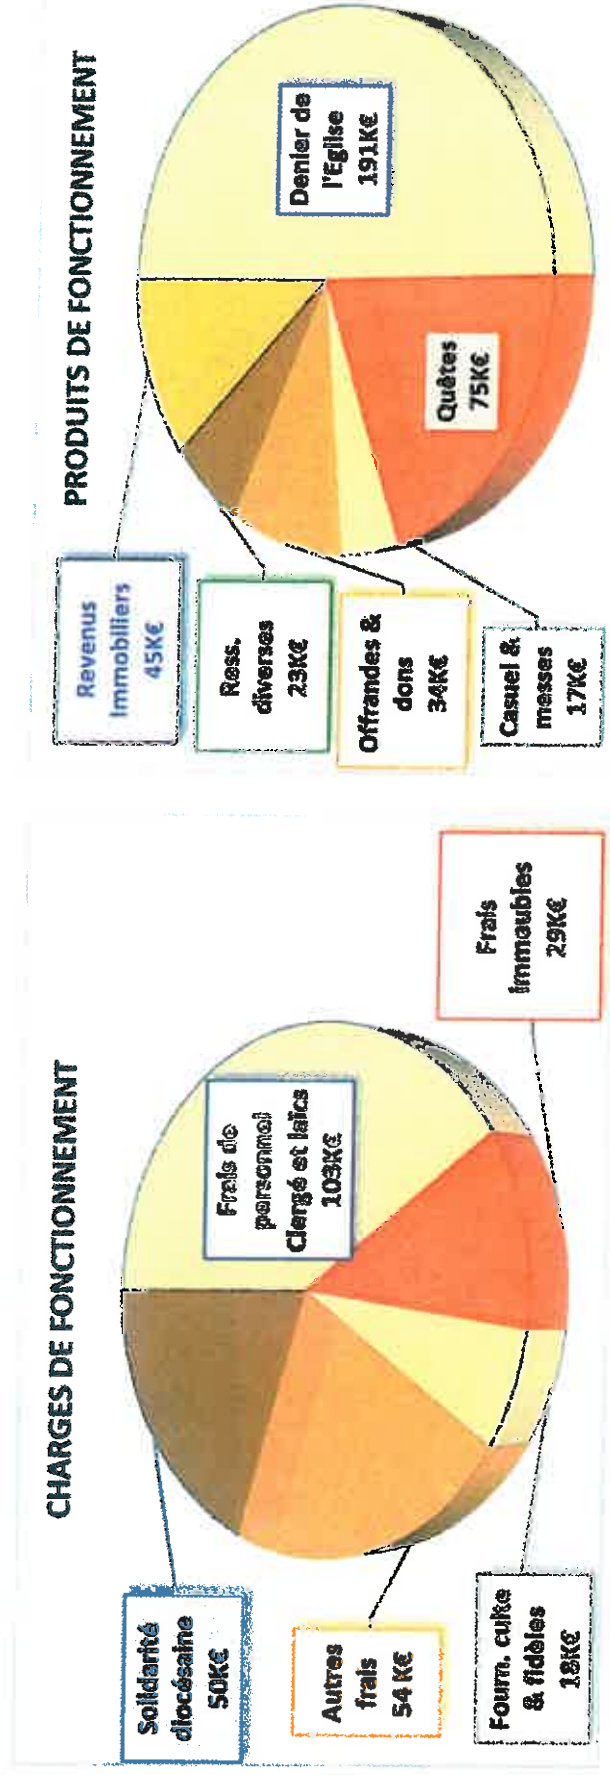 CHARGES DE FONCTIONNEMENT
Solidarité
diocésaine
50K€
Frais de
personnel
Clergé et laïcs
103K€
Autres
frais
54 K€
Fourn. culte
& fidèles
18K€
Frais
immeubles
29K€
PRODUITS DE FONCTIONNEMENT
Revenus
Immobiliers
45K€
Denier de
l'Eglise
191K€
Ress.
diverses
23K€
Offrandes &
dons
34K€
Quêtes
75K€
Casuel &
messes
17K€